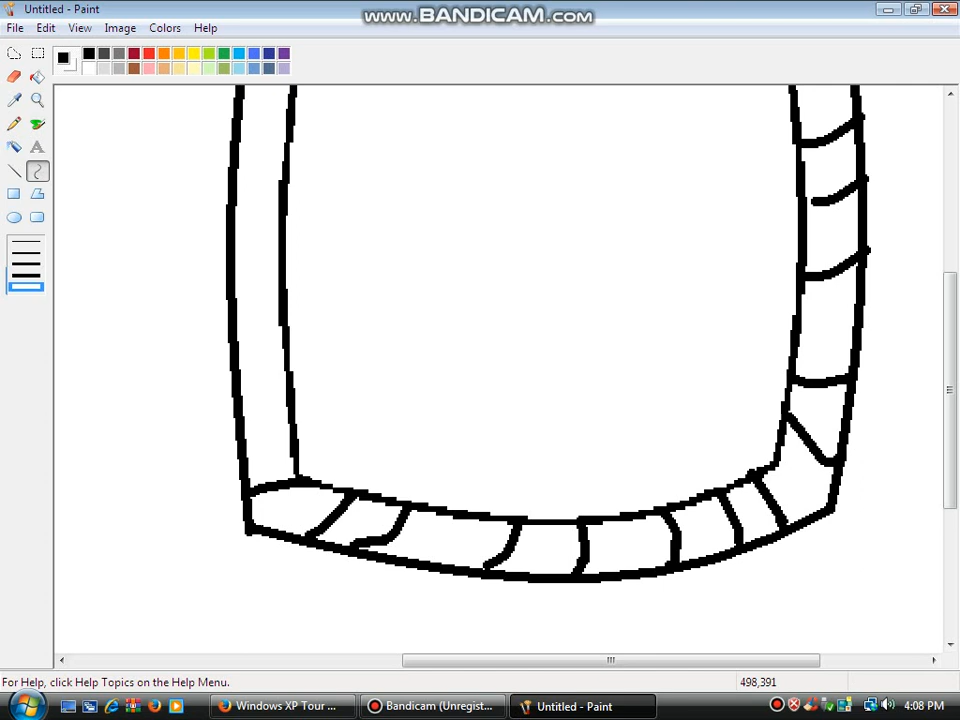 Untitled - Paint
www.BANDICAM.com
File Edit View Image Colors Help
A
For Help, click Help Topics on the Help Menu.
498,391
Windows XP Tour ...
Bandicam (Unregist...
Untitled - Paint
4:08 PM